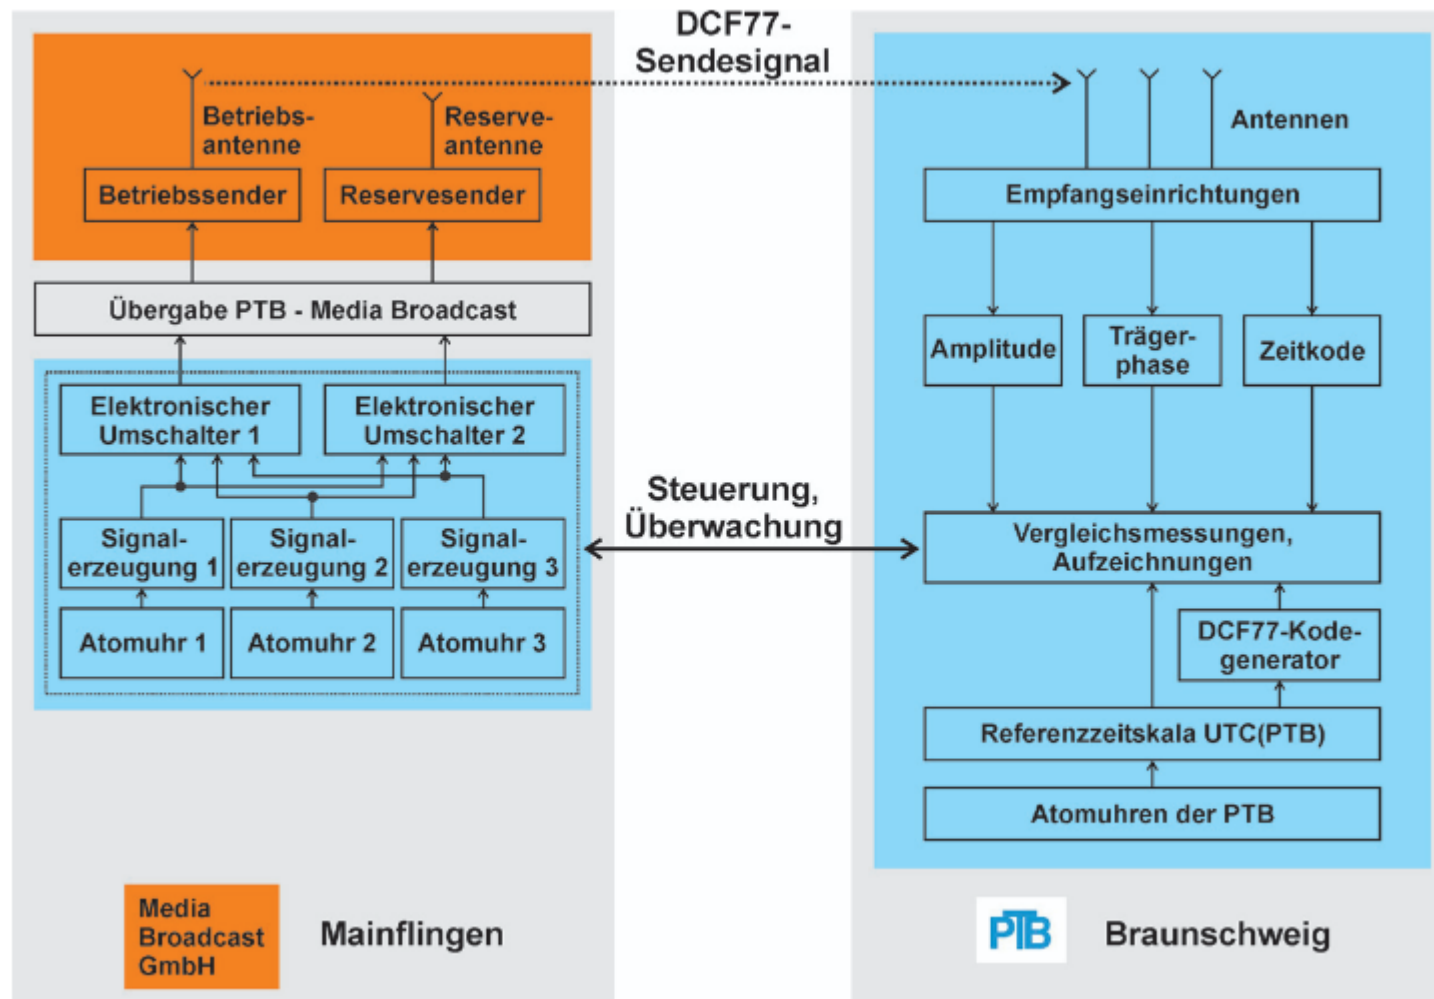 DCF77-
Sendesignal
Betriebs-
antenne
Reserve-
antenne
Betriebssender
Reservesender
Übergabe PTB - Media Broadcast
Elektronischer
Umschalter 1
Elektronischer
Umschalter 2
Signal-
erzeugung 1
Signal-
erzeugung 2
Signal-
erzeugung 3
Atomuhr 1
Atomuhr 2
Atomuhr 3
Media
Broadcast
GmbH
Mainflingen
Steuerung,
Überwachung
Antennen
Empfangseinrichtungen
Amplitude
Träger-
phase
Zeitkode
Vergleichsmessungen,
Aufzeichnungen
DCF77-Kode-
generator
Referenzzeitskala UTC(PTB)
Atomuhren der PTB
PTB
Braunschweig